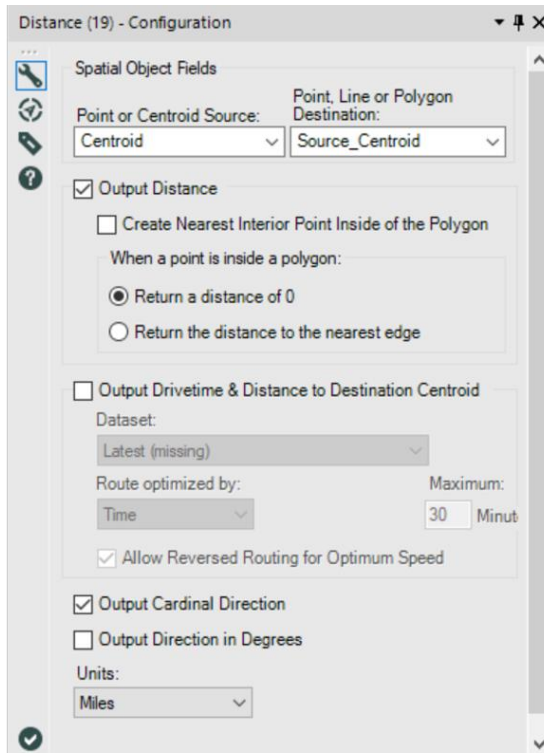 Distance (19) - Configuration
Spatial Object Fields
Point or Centroid Source:
Point, Line or Polygon
Destination:
Centroid
Source_Centroid
Output Distance
Create Nearest Interior Point Inside of the Polygon
When a point is inside a polygon:
Return a distance of 0
Return the distance to the nearest edge
Output Drivetime & Distance to Destination Centroid
Dataset:
Latest (missing)
Route optimized by:
Maximum:
Time
30
Minut
Allow Reversed Routing for Optimum Speed
Output Cardinal Direction
Output Direction in Degrees
Units:
Miles